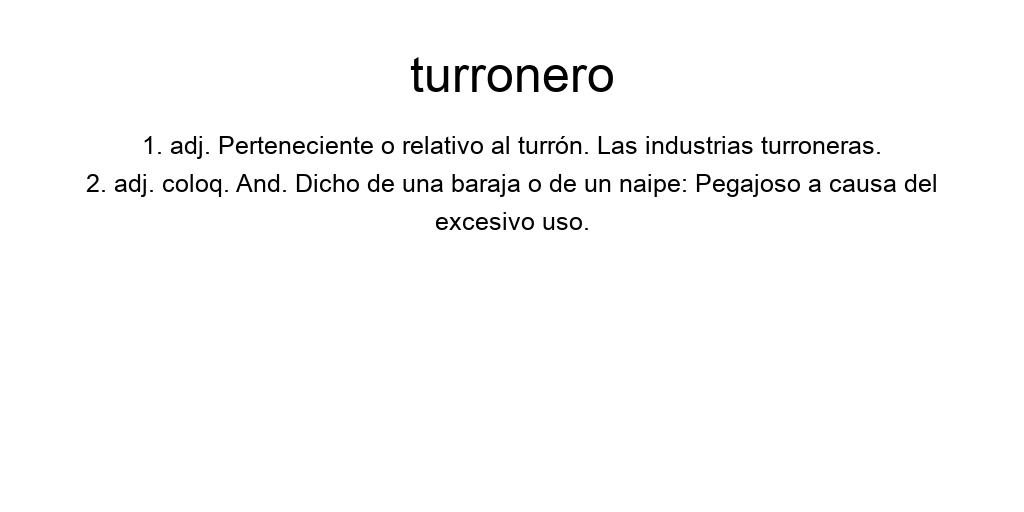 turronero
1. adj. Perteneciente o relativo al turrón. Las industrias turroneras.
2. adj. coloq. And. Dicho de una baraja o de un naipe: Pegajoso a causa del
excesivo uso.